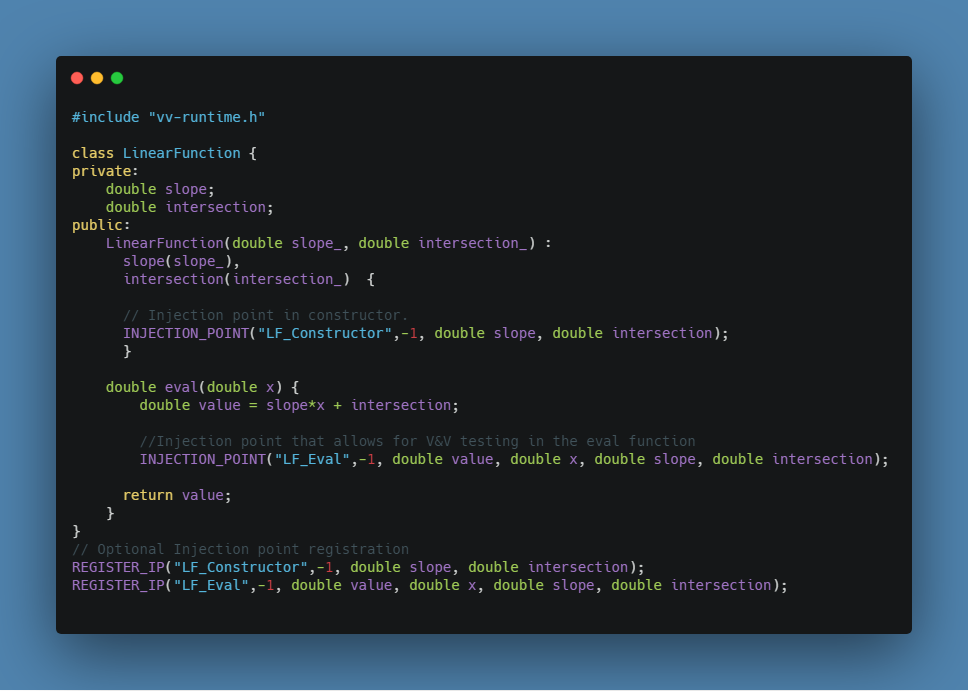 #include "vv-runtime.h"

class LinearFunction {
private:
    double slope;
    double intersection;
public:
    LinearFunction(double slope_, double intersection_) :
      slope(slope_),
      intersection(intersection_)  {

      // Injection point in constructor.
      INJECTION_POINT("LF_Constructor",-1, double slope, double intersection);
      }

    double eval(double x) {
        double value = slope*x + intersection;

        //Injection point that allows for V&V testing in the eval function
        INJECTION_POINT("LF_Eval",-1, double value, double x, double slope, double intersection);

      return value;
    }
}
// Optional Injection point registration
REGISTER_IP("LF_Constructor",-1, double slope, double intersection);
REGISTER_IP("LF_Eval",-1, double value, double x, double slope, double intersection);